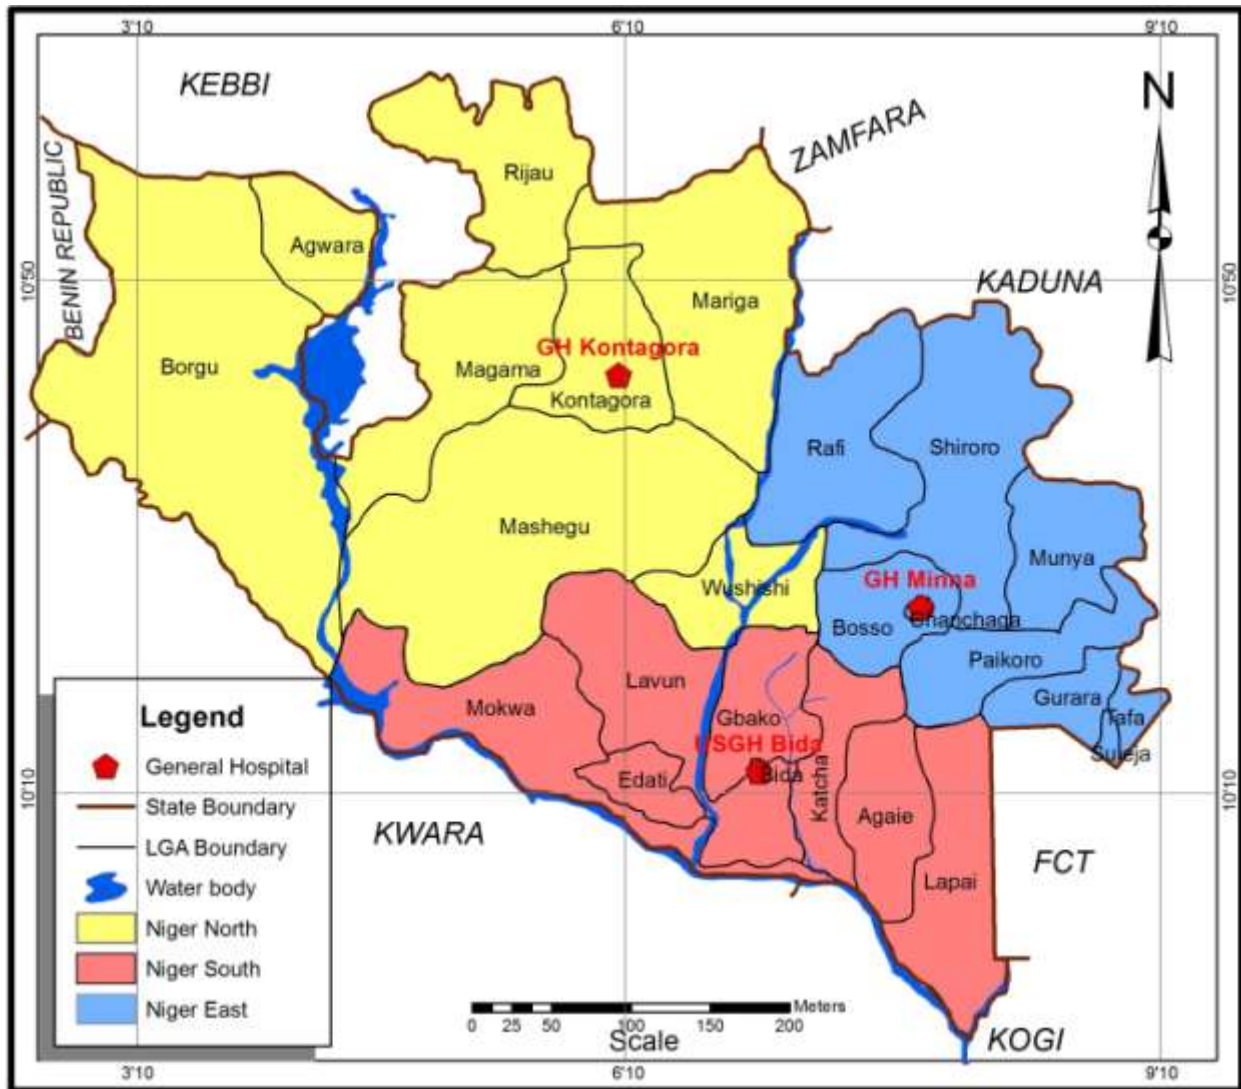 3'10 6'10 9'10
KEBBI
N
ZAMFARA
BENIN REPUBLIC
Rijau
Agwara
10'50 10'50
KADUNA
Mariga
GH Kontagora
Borgu
Magama
Kontagora
Rafi
Shiroro
Mashegu
Munya
GH Minna
Wushishi
Chanchaga
Bosso
Paikoro
Lavun
Gurara
Mokwa
Tafa
Gbako
USGH Bida
Suleja
Edati
Bida
Katcha
10'10 10'10
Agaie
KWARA
FCT
Lapai
Legend
General Hospital
State Boundary
LGA Boundary
Water body
Niger North
Niger South
Niger East
Meters
0 25 50 100 150 200
Scale
KOGI
3'10 6'10 9'10